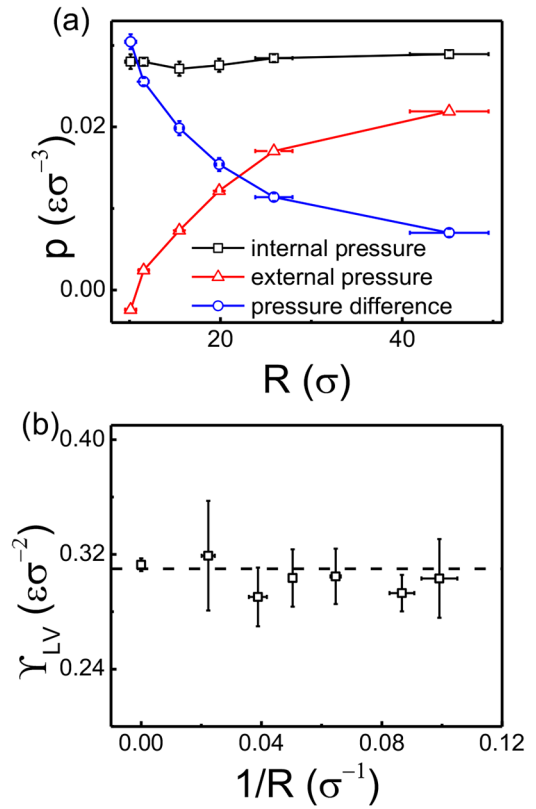 (a)
p (εσ⁻³)
0.02
0.00
internal pressure
external pressure
pressure difference
20
40
R (σ)
(b)
ϒLV (εσ⁻²)
0.40
0.32
0.24
0.00
0.04
0.08
0.12
1/R (σ⁻¹)